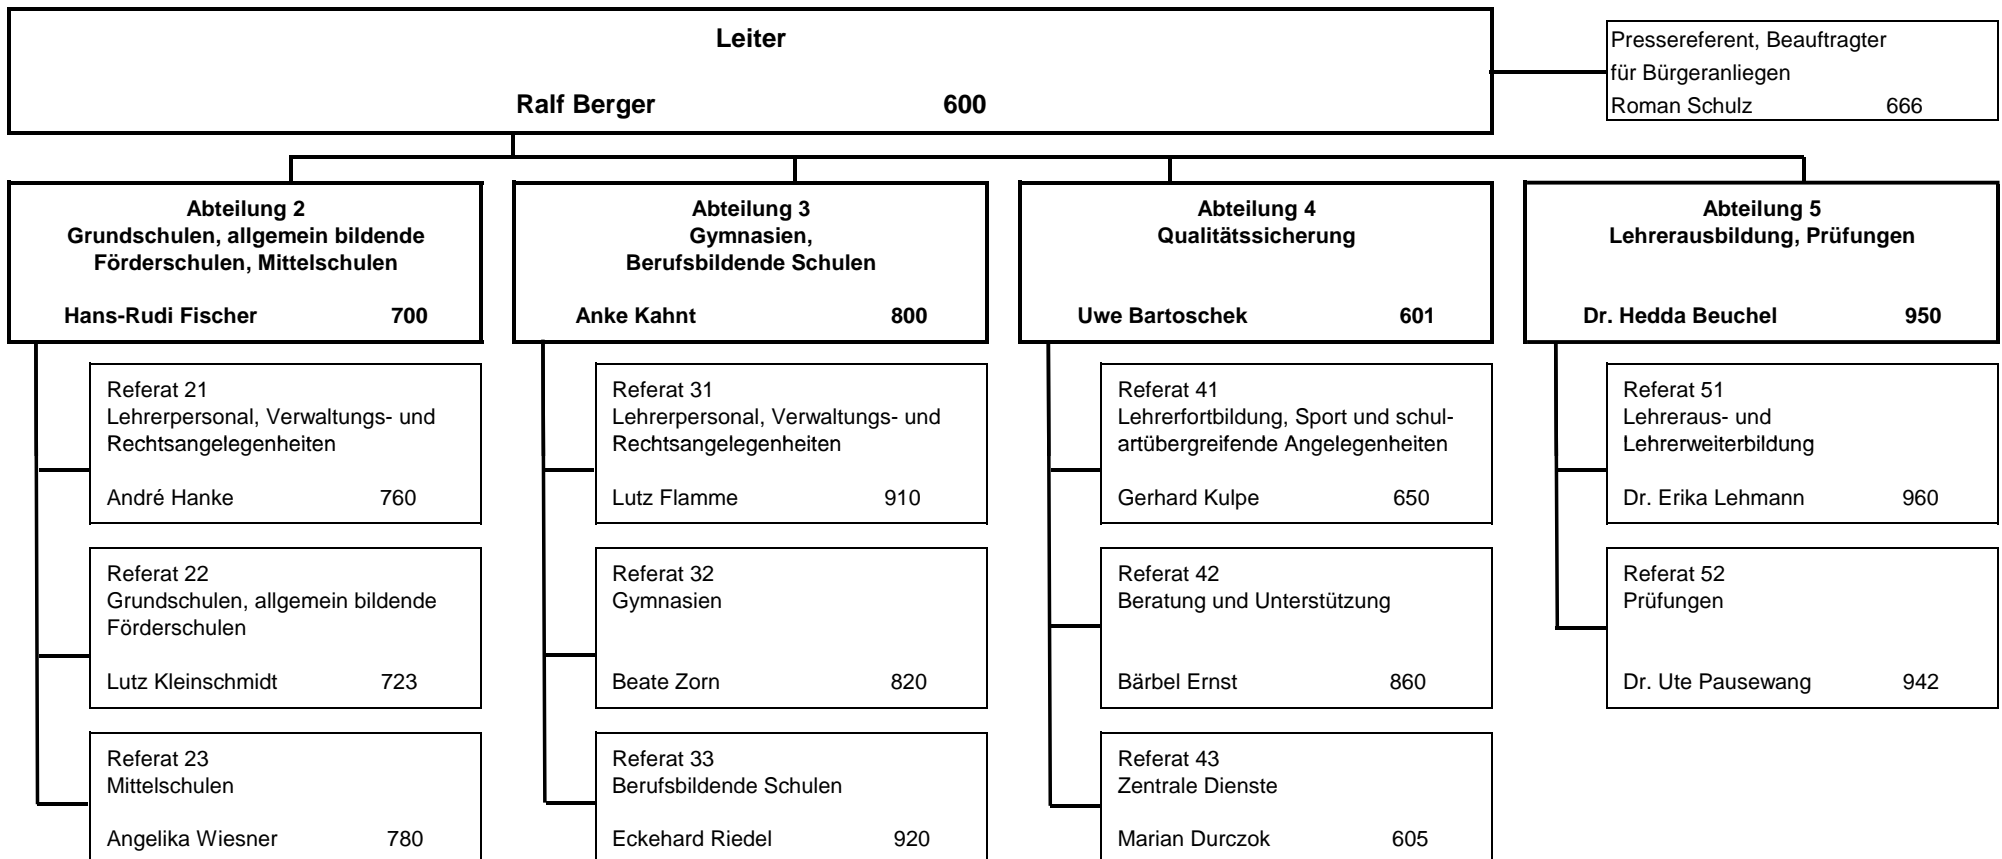 Leiter
Ralf Berger 600
Pressereferent, Beauftragter
für Bürgeranliegen
Roman Schulz 666
Abteilung 2
Grundschulen, allgemein bildende
Förderschulen, Mittelschulen
Hans-Rudi Fischer 700
Abteilung 3
Gymnasien,
Berufsbildende Schulen
Anke Kahnt 800
Abteilung 4
Qualitätssicherung
Uwe Bartoschek 601
Abteilung 5
Lehrerausbildung, Prüfungen
Dr. Hedda Beuchel 950
Referat 21
Lehrerpersonal, Verwaltungs- und
Rechtsangelegenheiten
André Hanke 760
Referat 31
Lehrerpersonal, Verwaltungs- und
Rechtsangelegenheiten
Lutz Flamme 910
Referat 41
Lehrerfortbildung, Sport und schul-
artübergreifende Angelegenheiten
Gerhard Kulpe 650
Referat 51
Lehreraus- und
Lehrerweiterbildung
Dr. Erika Lehmann 960
Referat 22
Grundschulen, allgemein bildende
Förderschulen
Lutz Kleinschmidt 723
Referat 32
Gymnasien
Beate Zorn 820
Referat 42
Beratung und Unterstützung
Bärbel Ernst 860
Referat 52
Prüfungen
Dr. Ute Pausewang 942
Referat 23
Mittelschulen
Angelika Wiesner 780
Referat 33
Berufsbildende Schulen
Eckehard Riedel 920
Referat 43
Zentrale Dienste
Marian Durczok 605